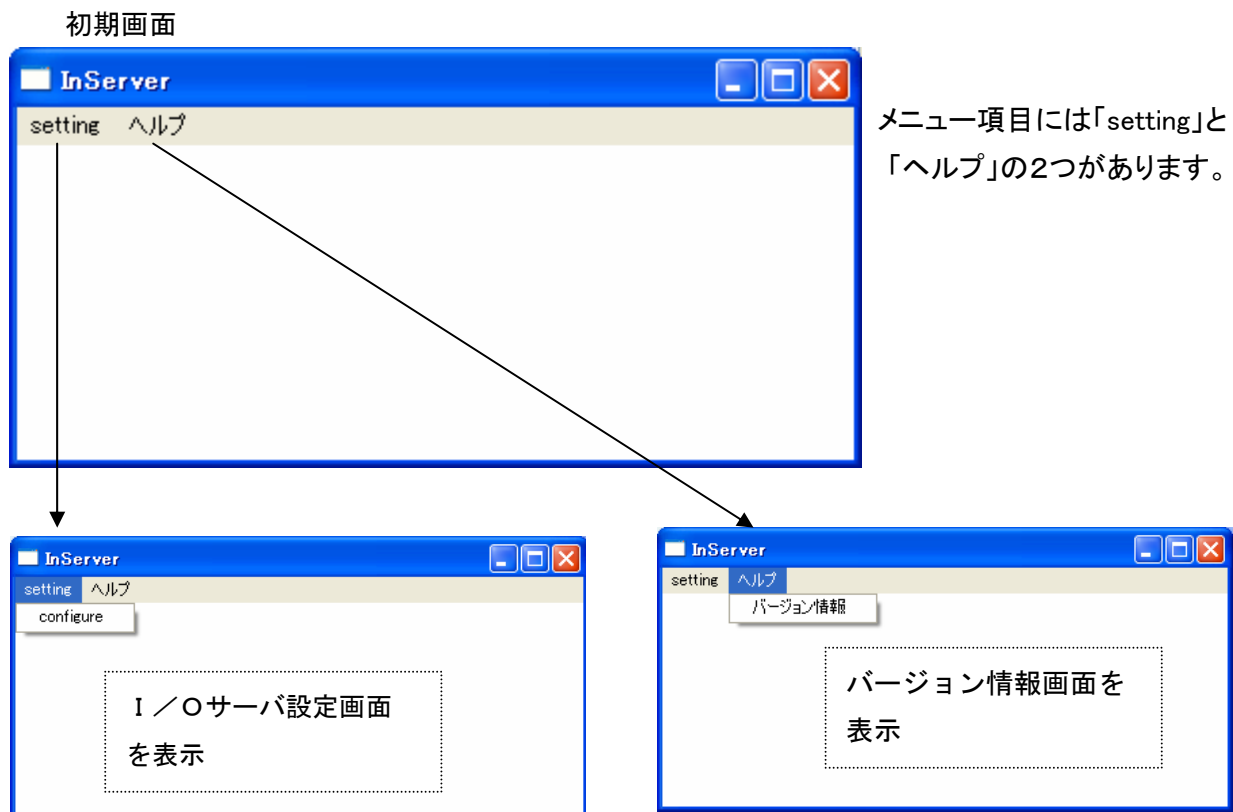 初期画面
InServer
setting ヘルプ
メニュー項目には「setting」と
「ヘルプ」の2つがあります。
InServer
setting ヘルプ
configure
I/Oサーバ設定画面
を表示
InServer
setting ヘルプ
バージョン情報
バージョン情報画面を
表示